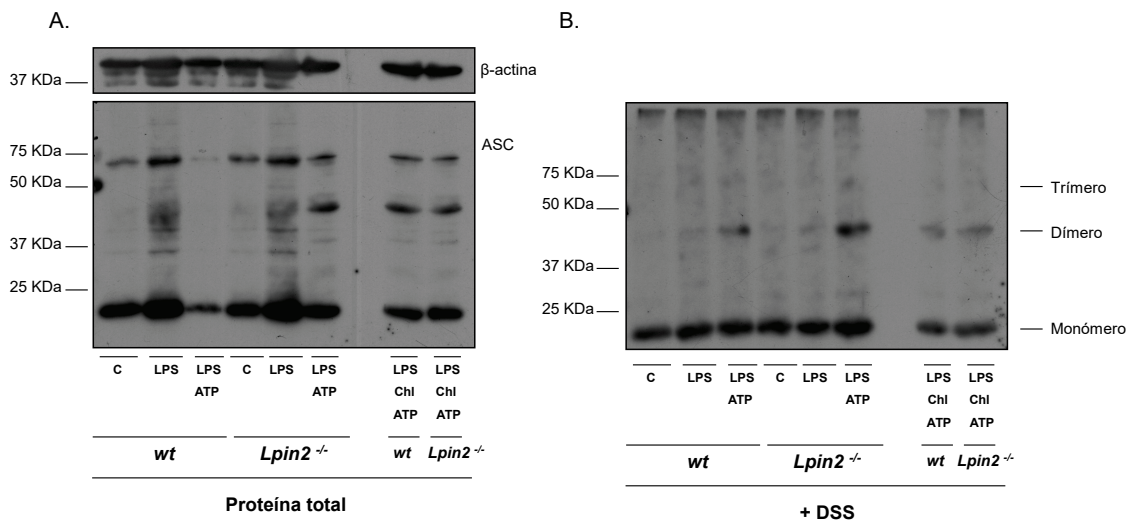 A.
β-actina
37 KDa
75 KDa
ASC
50 KDa
37 KDa
25 KDa
C LPS LPS C LPS LPS LPS LPS
ATP ATP Chl Chl
ATP ATP
wt Lpin2 -/- wt Lpin2 -/-
Proteína total
B.
75 KDa
Trímero
50 KDa
Dímero
37 KDa
25 KDa
Monómero
C LPS LPS C LPS LPS LPS LPS
ATP ATP Chl Chl
ATP ATP
wt Lpin2 -/- wt Lpin2 -/-
+ DSS